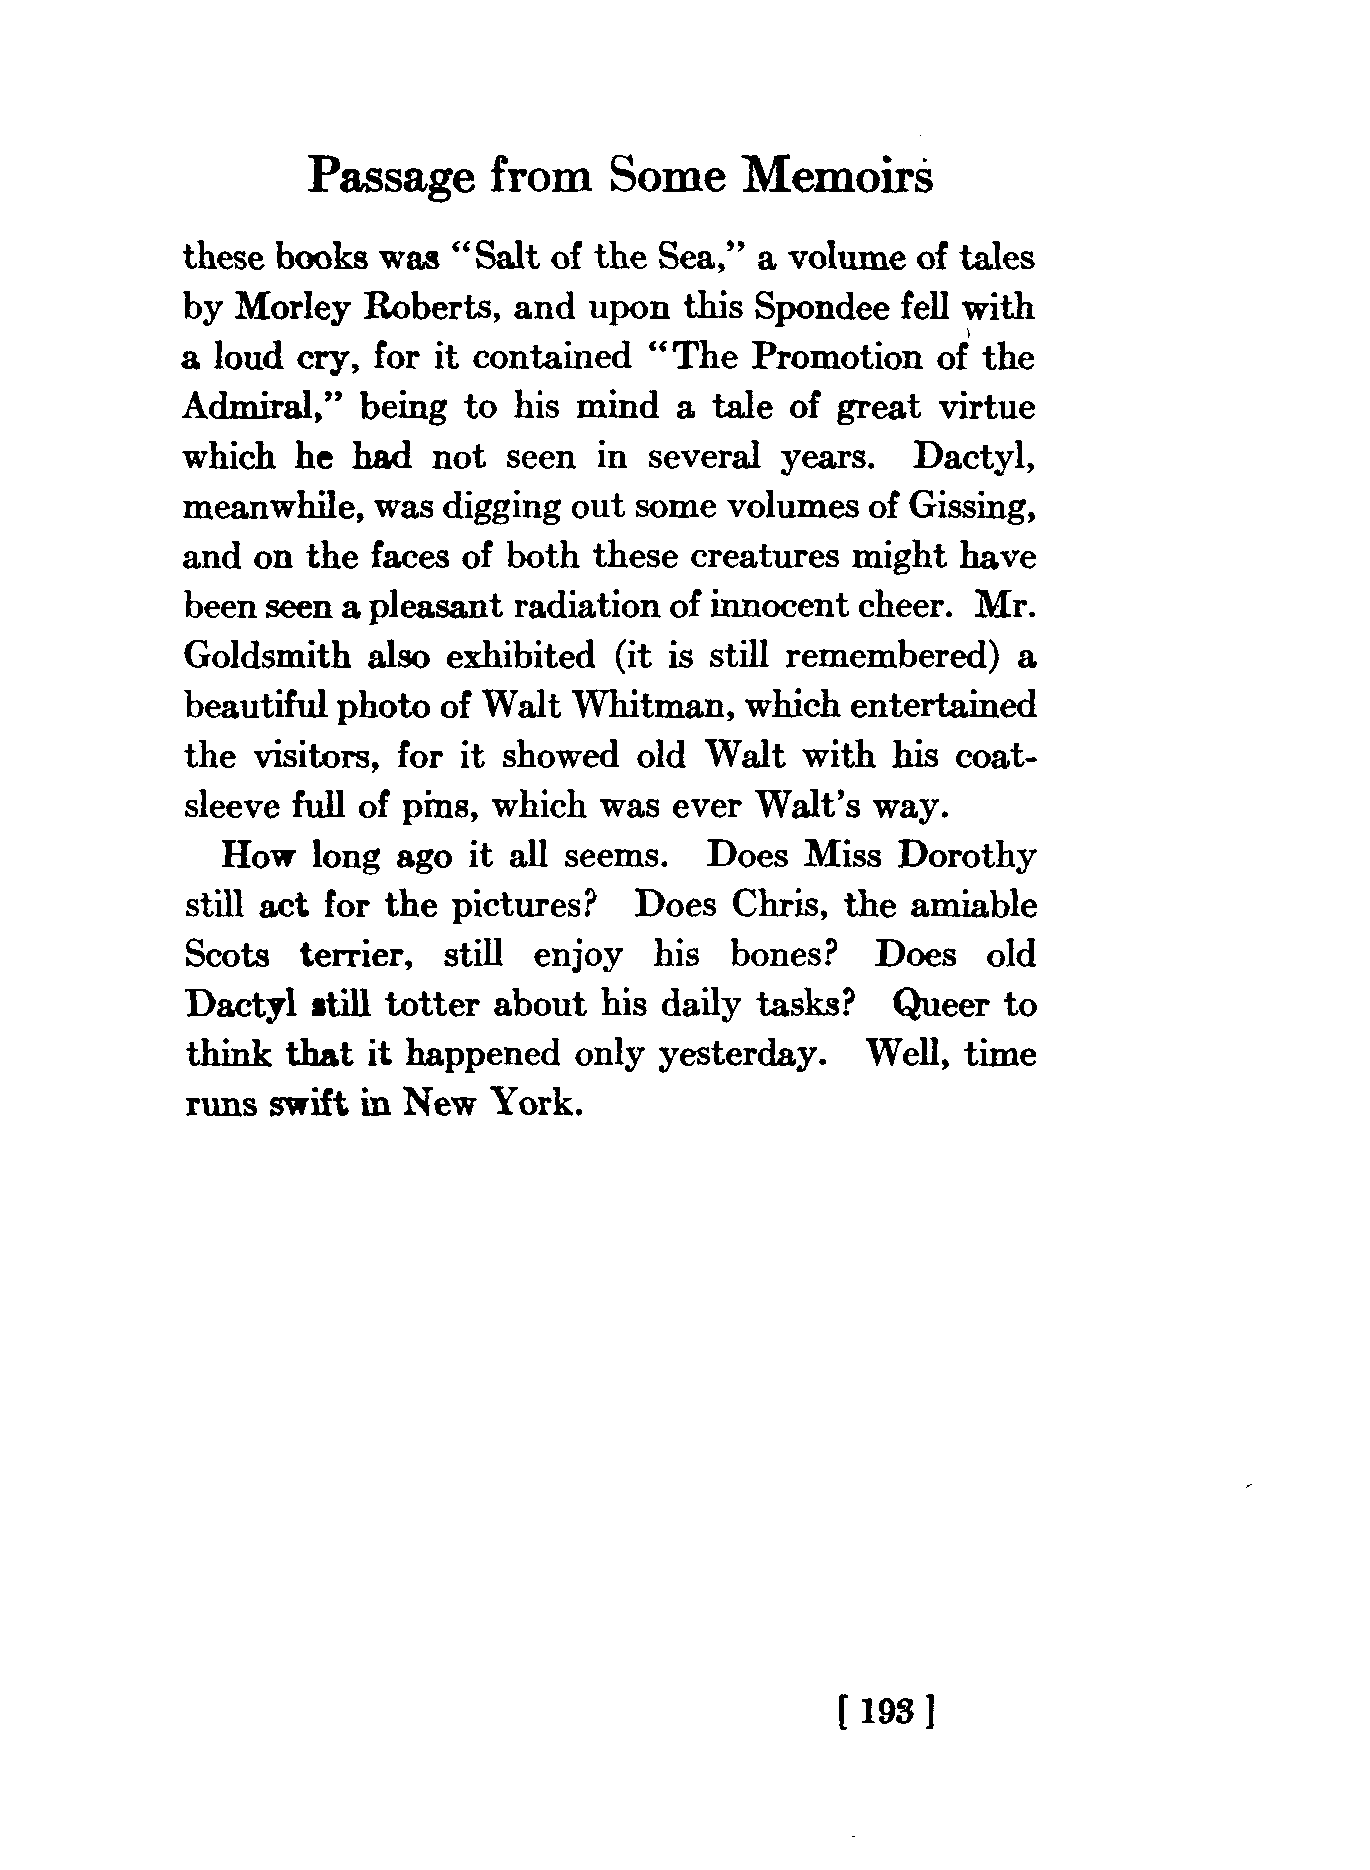 Passage from Some Memoirs
these books was “Salt of the Sea,” a volume of tales
by Morley Roberts, and upon this Spondee fell with
a loud cry, for it contained “The Promotion of the
Admiral,” being to his mind a tale of great virtue
which he had not seen in several years. Dactyl,
meanwhile, was digging out some volumes of Gissing,
and on the faces of both these creatures might have
been seen a pleasant radiation of innocent cheer. Mr.
Goldsmith also exhibited (it is still remembered) a
beautiful photo of Walt Whitman, which entertained
the visitors, for it showed old Walt with his coat-
sleeve full of pins, which was ever Walt’s way.
How long ago it all seems. Does Miss Dorothy
still act for the pictures? Does Chris, the amiable
Scots terrier, still enjoy his bones? Does old
Dactyl still totter about his daily tasks? Queer to
think that it happened only yesterday. Well, time
runs swift in New York.
[ 193 ]